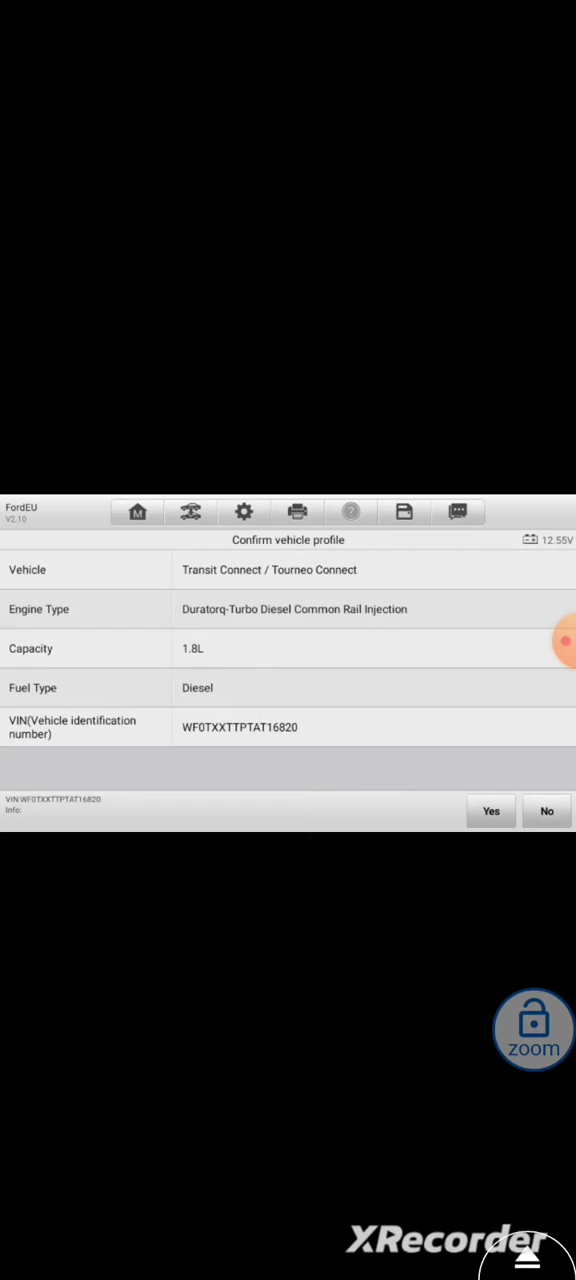 FordEU
V2.10
M
?
Confirm vehicle profile
12.55V
Vehicle
Transit Connect / Tourneo Connect
Engine Type
Duratorq-Turbo Diesel Common Rail Injection
Capacity
1.8L
Fuel Type
Diesel
VIN(Vehicle identification
number)
WF0TXXTTPTAT16820
VIN:WF0TXXTTPTAT16820
Info:
Yes
No
zoom
XRecorder